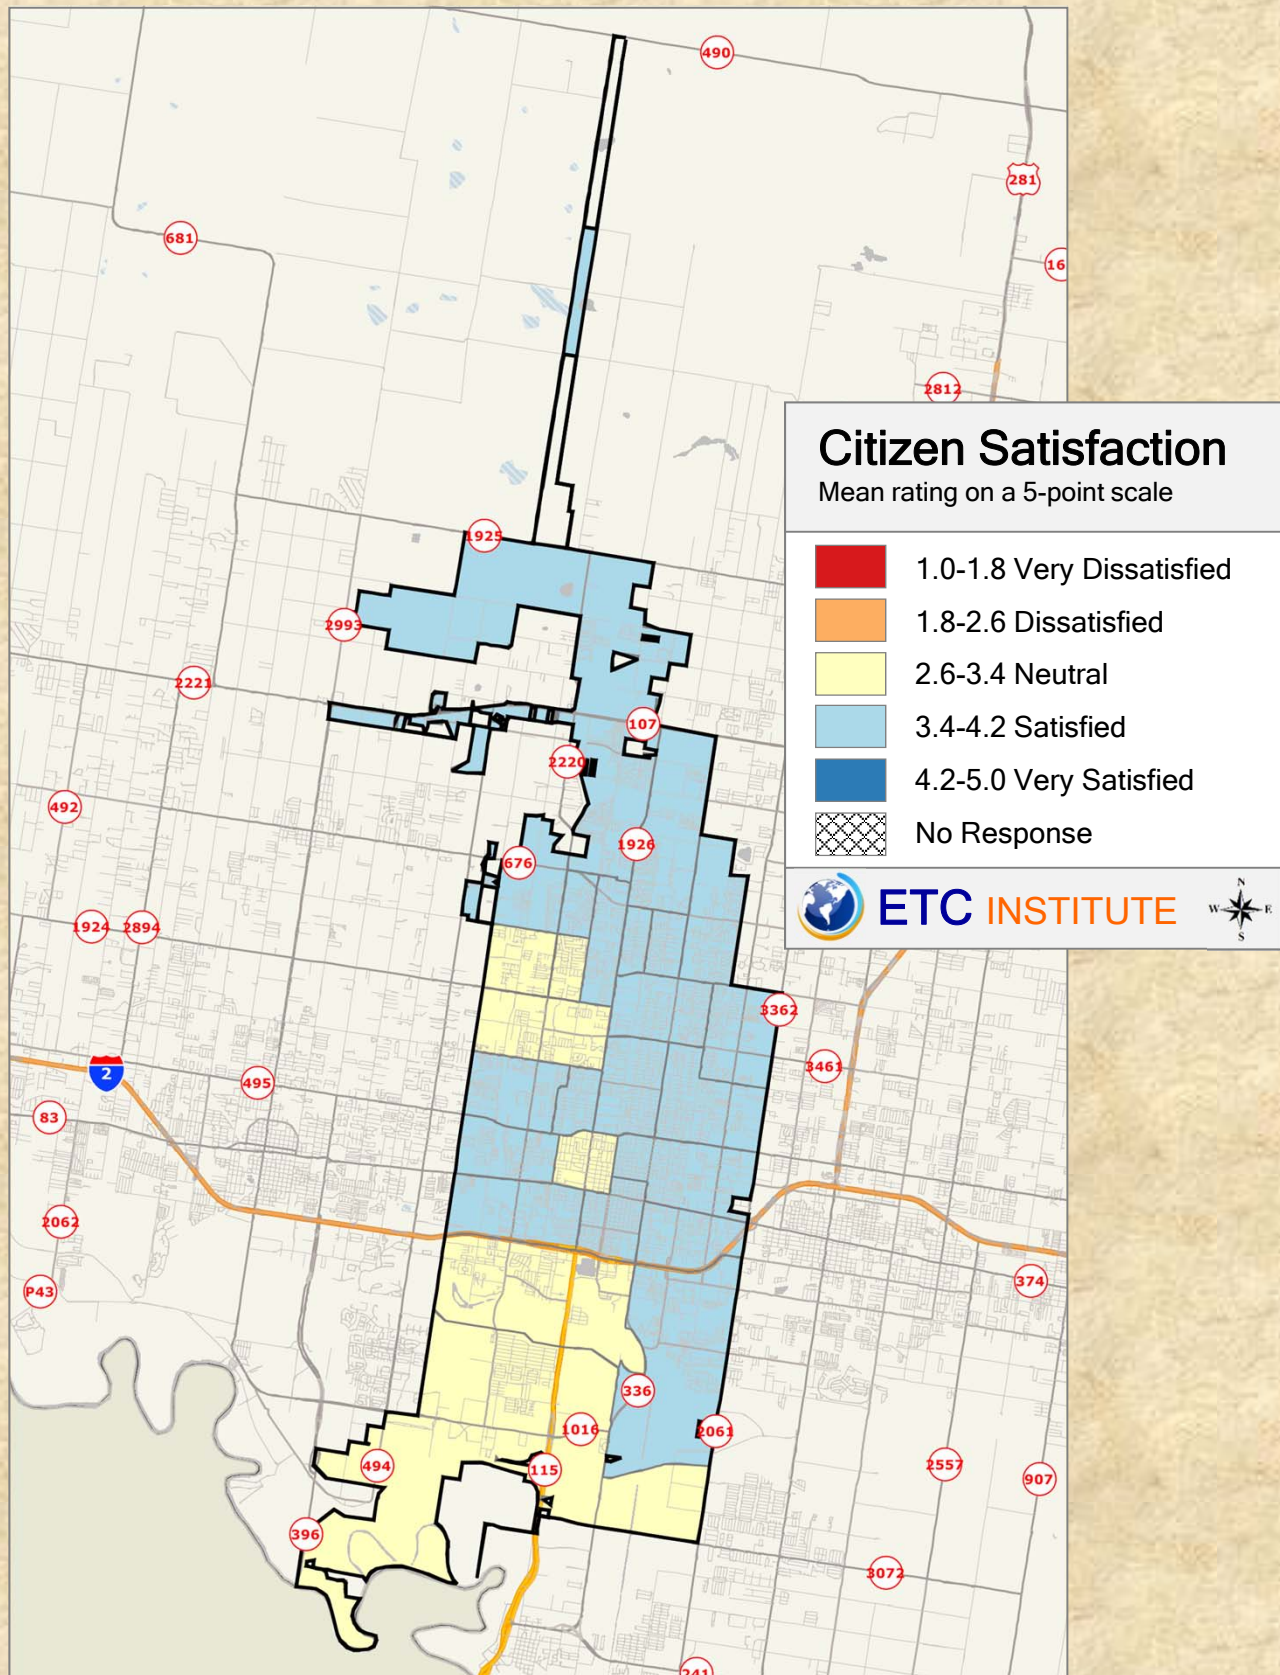 490
281
681
16
2812
Citizen Satisfaction
Mean rating on a 5-point scale
1.0-1.8 Very Dissatisfied
1.8-2.6 Dissatisfied
2.6-3.4 Neutral
3.4-4.2 Satisfied
4.2-5.0 Very Satisfied
No Response
ETC INSTITUTE
N
W E
S
1925
2993
2221
107
2220
492
1926
676
1924
2894
3362
3461
2
495
83
2062
P43
374
336
1016
2061
494
115
2557
907
396
3072
241